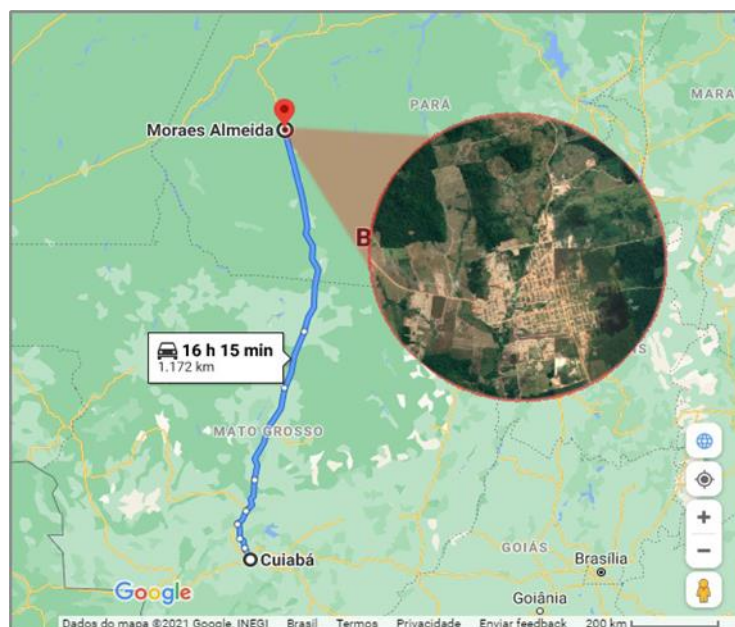 PARÁ
MARA
Moraes Almeida
B
16 h 15 min
1.172 km
AS
MATO GROSSO
Cuiabá
GOIÁS
Brasília
Google
Goiânia
Dados do mapa ©2021 Google, INEGI Brasil Termos Privacidade Enviar feedback 200 km